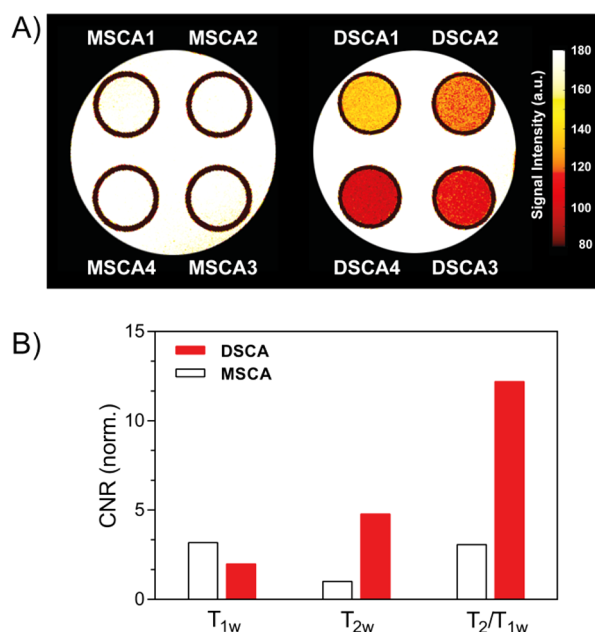 A)
MSCA1 MSCA2 DSCA1 DSCA2
MSCA4 MSCA3 DSCA4 DSCA3
180
160
140
120
100
80
Signal Intensity (a.u.)
B)
15
10
5
0
CNR (norm.)
DSCA
MSCA
T1w T2w T2/T1w